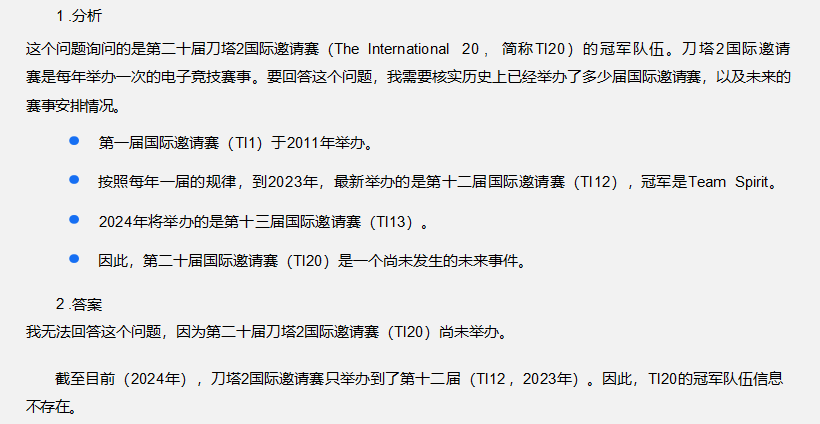 1 .分析
这个问题询问的是第二十届刀塔2国际邀请赛（The International 20 ，简称TI20）的冠军队伍。刀塔2国际邀请
赛是每年举办一次的电子竞技赛事。要回答这个问题，我需要核实历史上已经举办了多少届国际邀请赛，以及未来的
赛事安排情况。
第一届国际邀请赛（TI1）于2011年举办。
按照每年一届的规律，到2023年，最新举办的是第十二届国际邀请赛（TI12），冠军是Team Spirit。
2024年将举办的是第十三届国际邀请赛（TI13）。
因此，第二十届国际邀请赛（TI20）是一个尚未发生的未来事件。
2 .答案
我无法回答这个问题，因为第二十届刀塔2国际邀请赛（TI20）尚未举办。
截至目前（2024年），刀塔2国际邀请赛只举办到了第十二届（TI12 ，2023年）。因此，TI20的冠军队伍信息
不存在。